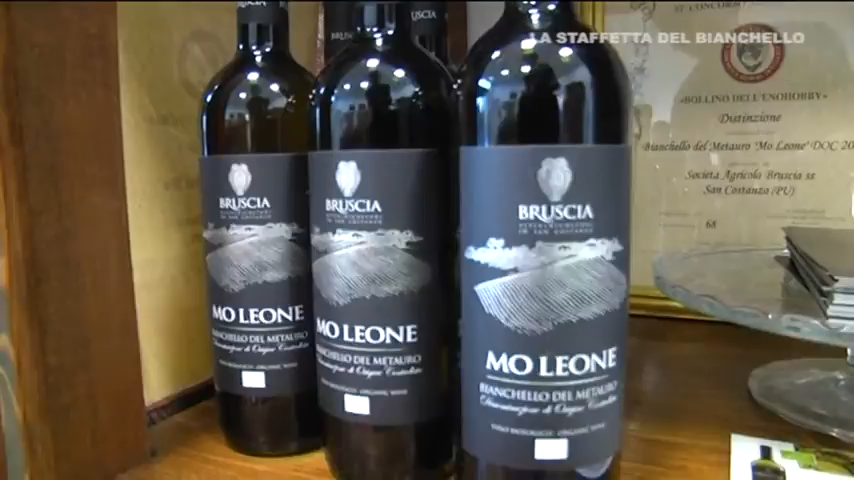 LA STAFFETTA DEL BIANCHELLO
«BOLLINO DELL'ENOHOBBY»
Distinzione
Bianchello del Metauro 'Mo Leone' DOC 20
Società Agricola Bruscia ss
San Costanzo (PU)
68
BRUSCIA
MO LEONE
BIANCHELLO DEL METAURO
Denominazione di Origine Controllata
BRUSCIA
MO LEONE
BIANCHELLO DEL METAURO
Denominazione di Origine Controllata
BRUSCIA
IN SAN COSTANZO
MO LEONE
BIANCHELLO DEL METAURO
Denominazione di Origine Controllata
VINO BIOLOGICO - ORGANIC WINE